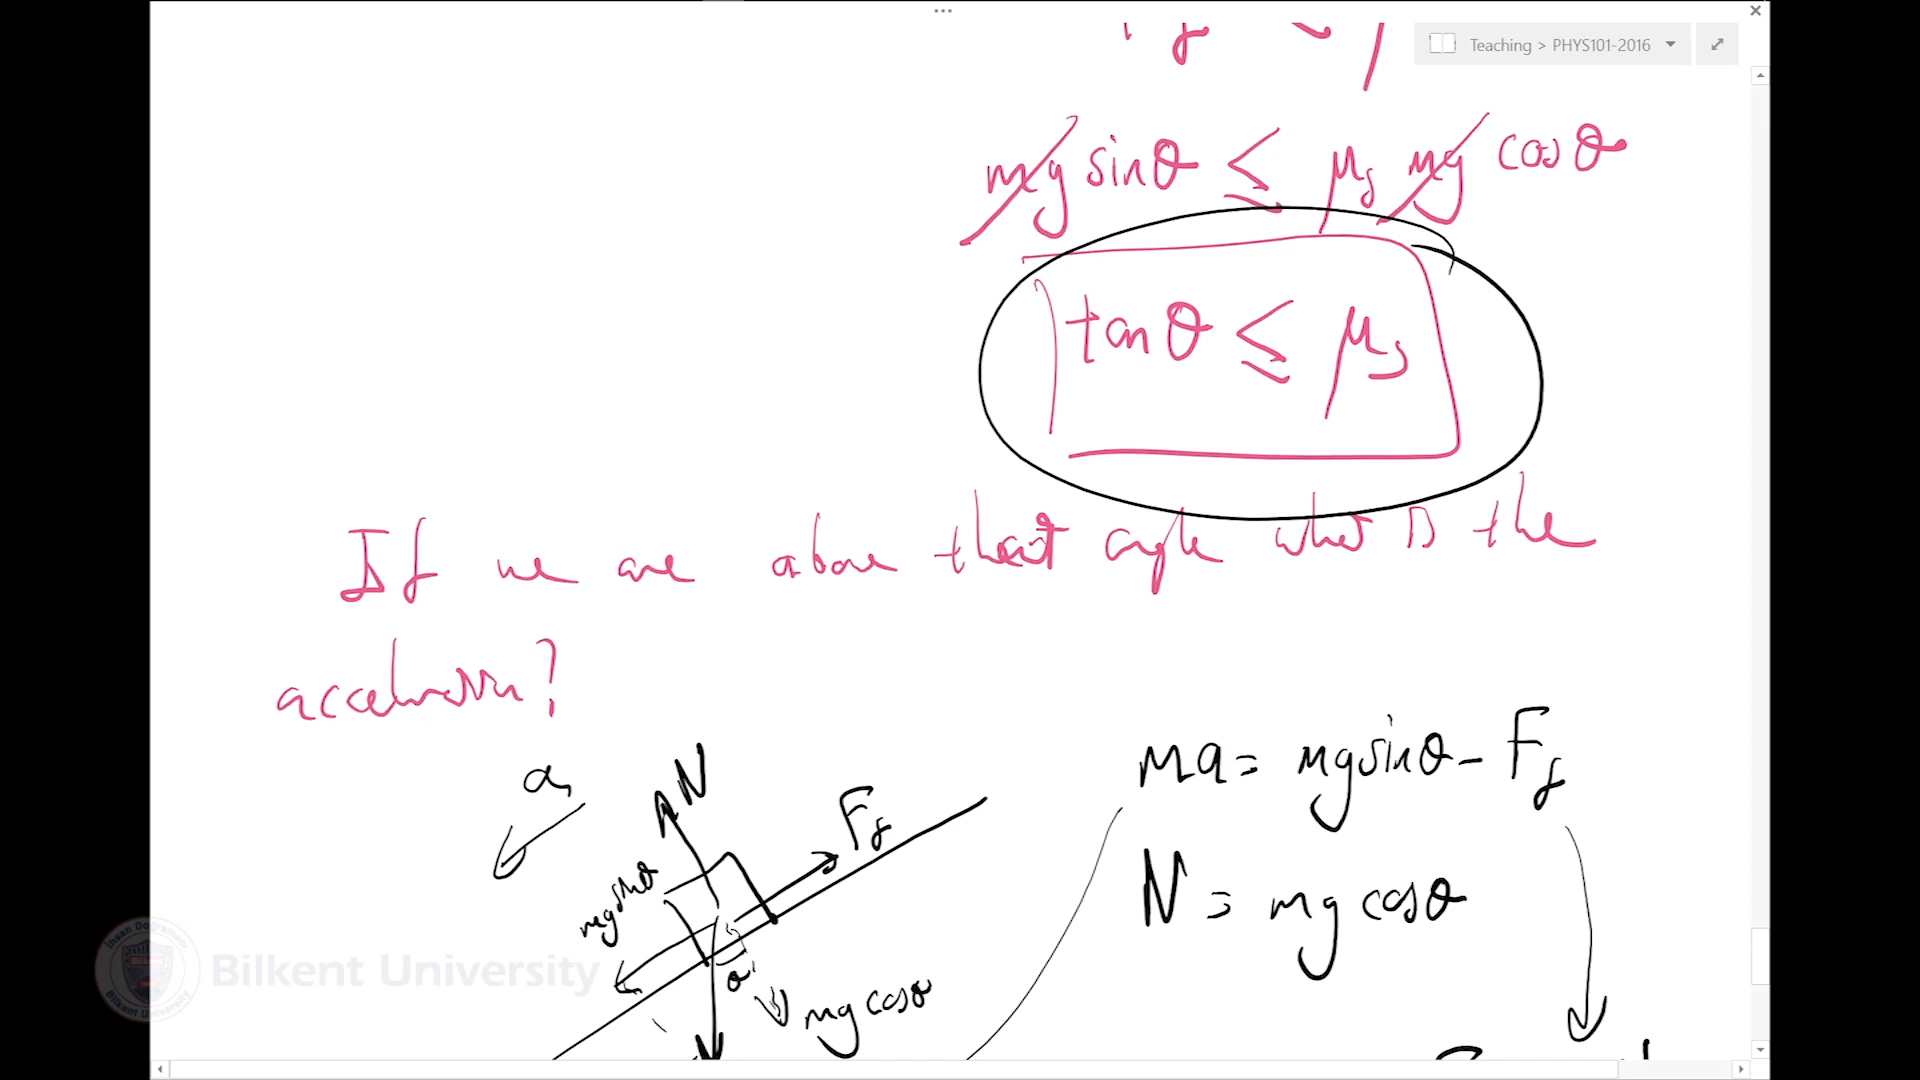 Teaching > PHYS101-2016
mg sinθ ≤ μs mg cosθ
tanθ ≤ μs
If we are above that angle what is the
acceleration?
a
N
Ff
mg sinθ
θ
mg cosθ
ma = mg sinθ - Ff
N = mg cosθ
Bilkent University